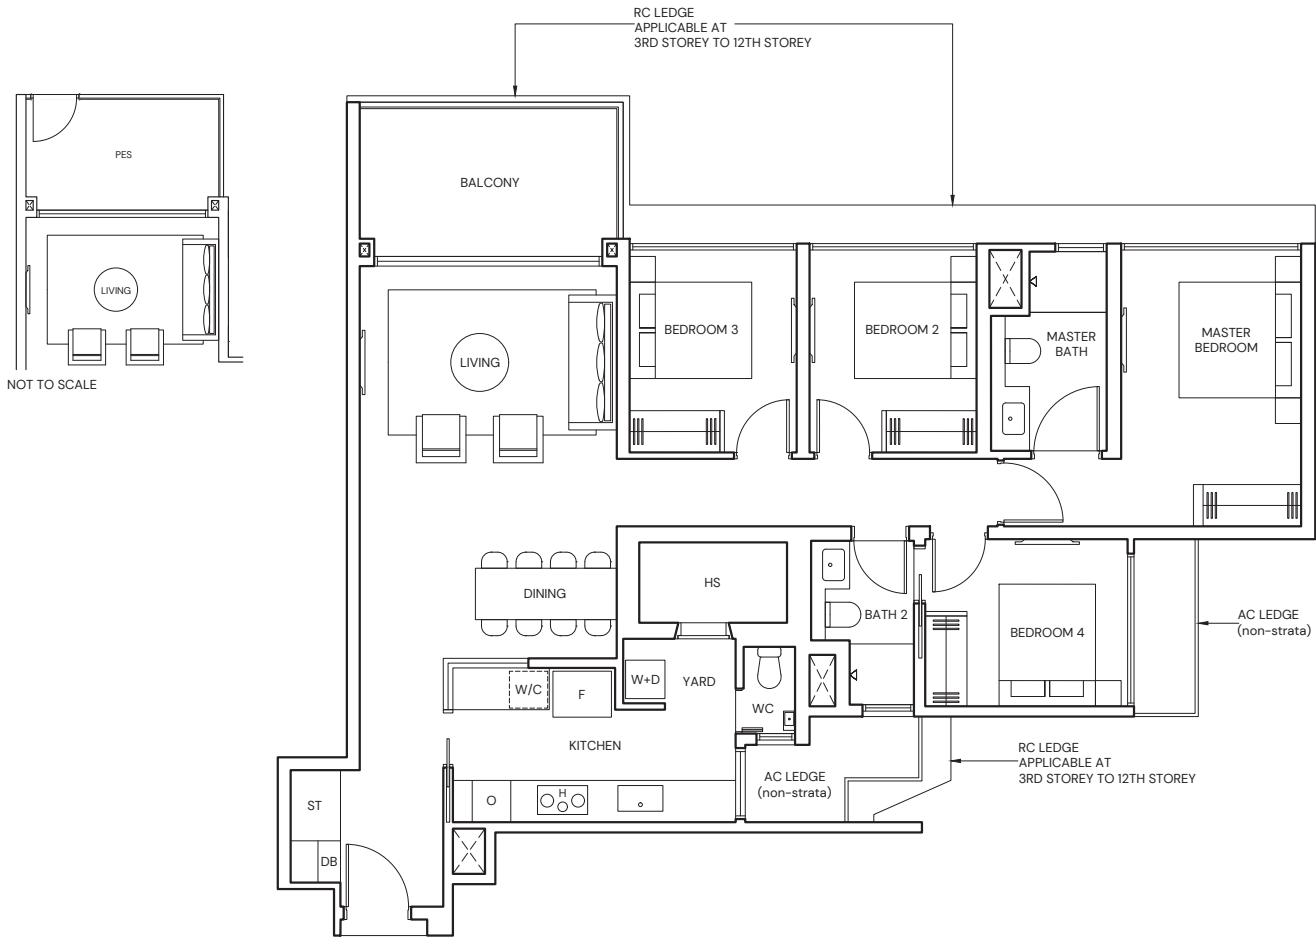 RC LEDGE
APPLICABLE AT
3RD STOREY TO 12TH STOREY
PES
BALCONY
LIVING
NOT TO SCALE
LIVING
BEDROOM 3
BEDROOM 2
X
MASTER
BATH
MASTER
BEDROOM
DINING
HS
BATH 2
BEDROOM 4
AC LEDGE
(non-strata)
W/C
F
W+D
YARD
WC
KITCHEN
AC LEDGE
(non-strata)
RC LEDGE
APPLICABLE AT
3RD STOREY TO 12TH STOREY
ST
O
H
DB